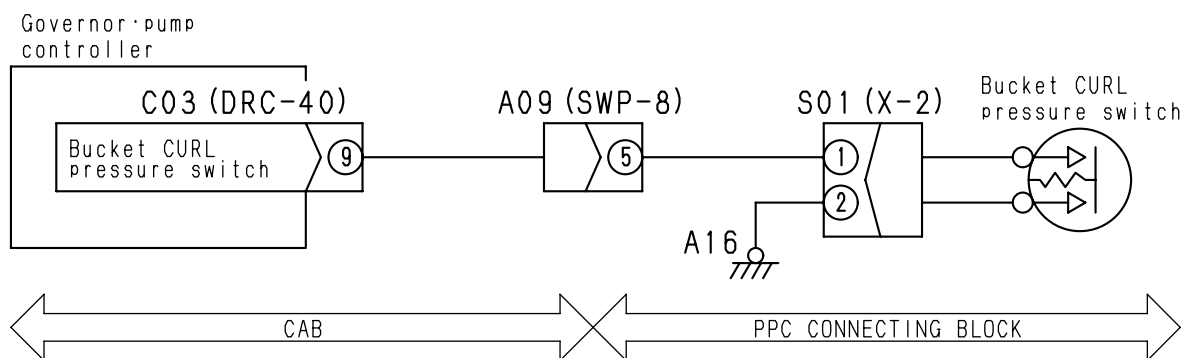 Governor·pump
controller
C03 (DRC-40)
A09 (SWP-8)
S01 (X-2)
Bucket CURL
pressure switch
Bucket CURL
pressure switch
9
5
1
2
A16
CAB
PPC CONNECTING BLOCK